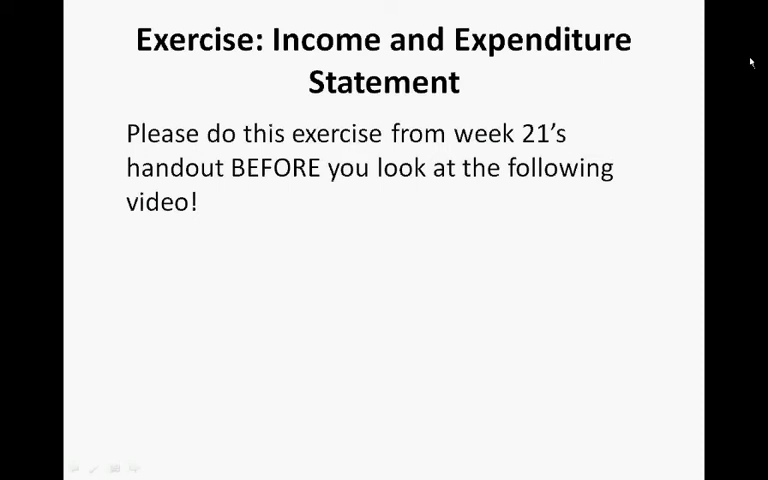 Exercise: Income and Expenditure
Statement
Please do this exercise from week 21’s
handout BEFORE you look at the following
video!